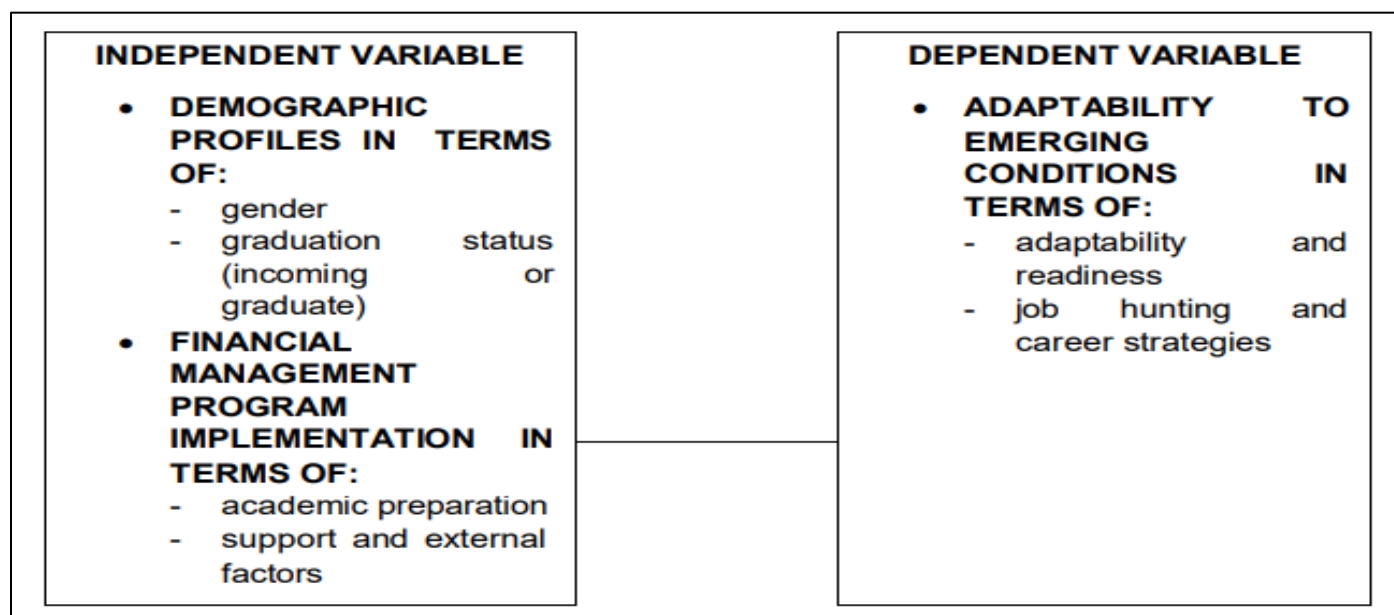 INDEPENDENT VARIABLE
• DEMOGRAPHIC
PROFILES IN TERMS
OF:
- gender
- graduation status
(incoming or
graduate)
• FINANCIAL
MANAGEMENT
PROGRAM
IMPLEMENTATION IN
TERMS OF:
- academic preparation
- support and external
factors
DEPENDENT VARIABLE
• ADAPTABILITY TO
EMERGING
CONDITIONS IN
TERMS OF:
- adaptability and
readiness
- job hunting and
career strategies